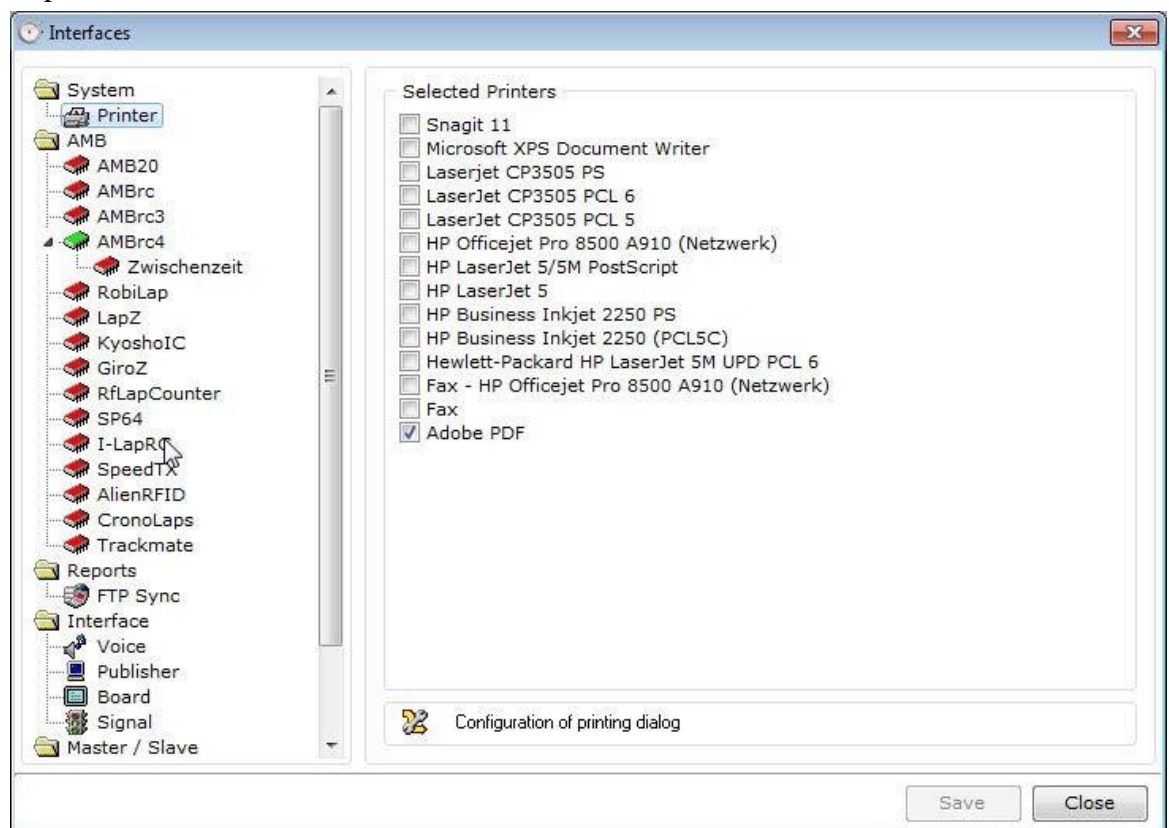 Interfaces
System
Printer
AMB
AMB20
AMBrc
AMBrc3
AMBrc4
Zwischenzeit
RobiLap
LapZ
KyoshoIC
GiroZ
RfLapCounter
SP64
I-LapRC
SpeedTX
AlienRFID
CronoLaps
Trackmate
Reports
FTP Sync
Interface
Voice
Publisher
Board
Signal
Master / Slave
Selected Printers
Snagit 11
Microsoft XPS Document Writer
Laserjet CP3505 PS
LaserJet CP3505 PCL 6
LaserJet CP3505 PCL 5
HP Officejet Pro 8500 A910 (Netzwerk)
HP LaserJet 5/5M PostScript
HP LaserJet 5
HP Business Inkjet 2250 PS
HP Business Inkjet 2250 (PCL5C)
Hewlett-Packard HP LaserJet 5M UPD PCL 6
Fax - HP Officejet Pro 8500 A910 (Netzwerk)
Fax
Adobe PDF
Configuration of printing dialog
Save Close